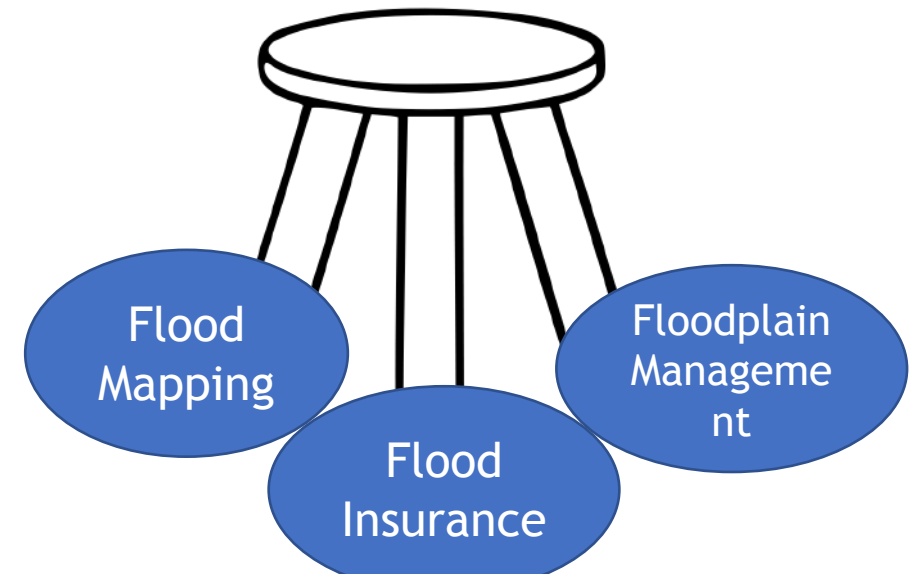 Flood
Mapping
Flood
Insurance
Floodplain
Manageme
nt